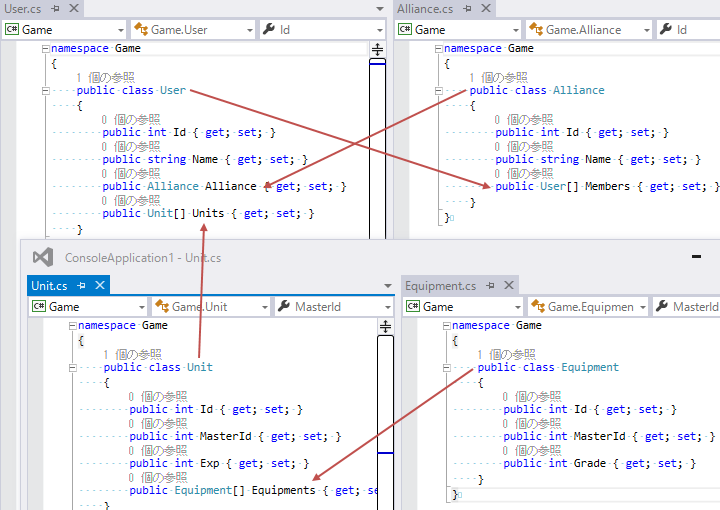 User.cs
Game
Game.User
Id
namespace Game
{
1 個の参照
public class User
{
0 個の参照
public int Id { get; set; }
0 個の参照
public string Name { get; set; }
0 個の参照
public Alliance Alliance { get; set; }
0 個の参照
public Unit[] Units { get; set; }
}
Alliance.cs
Game
Game.Alliance
Id
namespace Game
{
1 個の参照
public class Alliance
{
0 個の参照
public int Id { get; set; }
0 個の参照
public string Name { get; set; }
0 個の参照
public User[] Members { get; set; }
}
}
ConsoleApplication1 - Unit.cs
Unit.cs
Game
Game.Unit
MasterId
namespace Game
{
1 個の参照
public class Unit
{
0 個の参照
public int Id { get; set; }
0 個の参照
public int MasterId { get; set; }
0 個の参照
public int Exp { get; set; }
0 個の参照
public Equipment[] Equipments { get; se
}
Equipment.cs
Game
Game.Equipmen
MasterId
namespace Game
{
1 個の参照
public class Equipment
{
0 個の参照
public int Id { get; set; }
0 個の参照
public int MasterId { get; set; }
0 個の参照
public int Grade { get; set; }
}
}